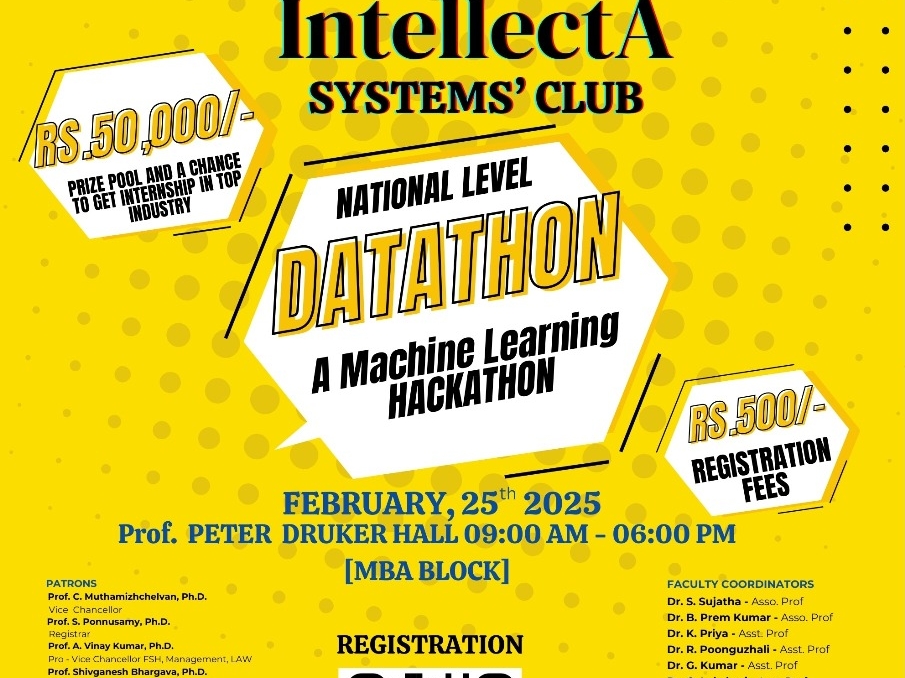 IntellectA
SYSTEMS' CLUB
RS.50,000/-
PRIZE POOL AND A CHANCE
TO GET INTERNSHIP IN TOP
INDUSTRY
NATIONAL LEVEL
DATATHON
A Machine Learning
HACKATHON
RS.500/-
REGISTRATION
FEES
FEBRUARY, 25th 2025
Prof. PETER DRUKER HALL 09:00 AM - 06:00 PM
[MBA BLOCK]
PATRONS
Prof. C. Muthamizhchelvan, Ph.D.
Vice Chancellor
Prof. S. Ponnusamy, Ph.D.
Registrar
Prof. A. Vinay Kumar, Ph.D.
Pro - Vice Chancellor FSH, Management, LAW
Prof. Shivganesh Bhargava, Ph.D.
REGISTRATION
FACULTY COORDINATORS
Dr. S. Sujatha - Asso. Prof
Dr. B. Prem Kumar - Asso. Prof
Dr. K. Priya - Asst. Prof
Dr. R. Poonguzhali - Asst. Prof
Dr. G. Kumar - Asst. Prof